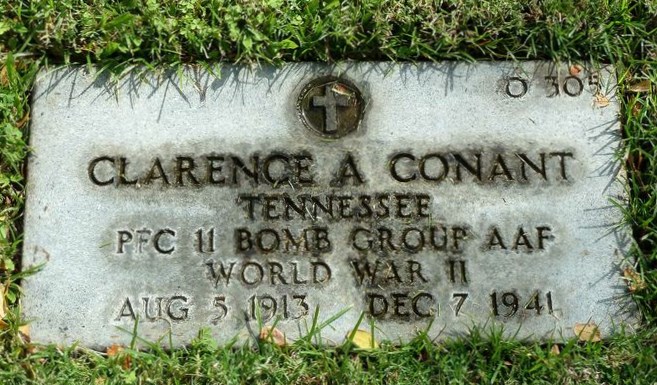 O 305
CLARENCE A CONANT
TENNESSEE
PFC 11 BOMB GROUP AAF
WORLD WAR II
AUG 5 1913 DEC 7 1941